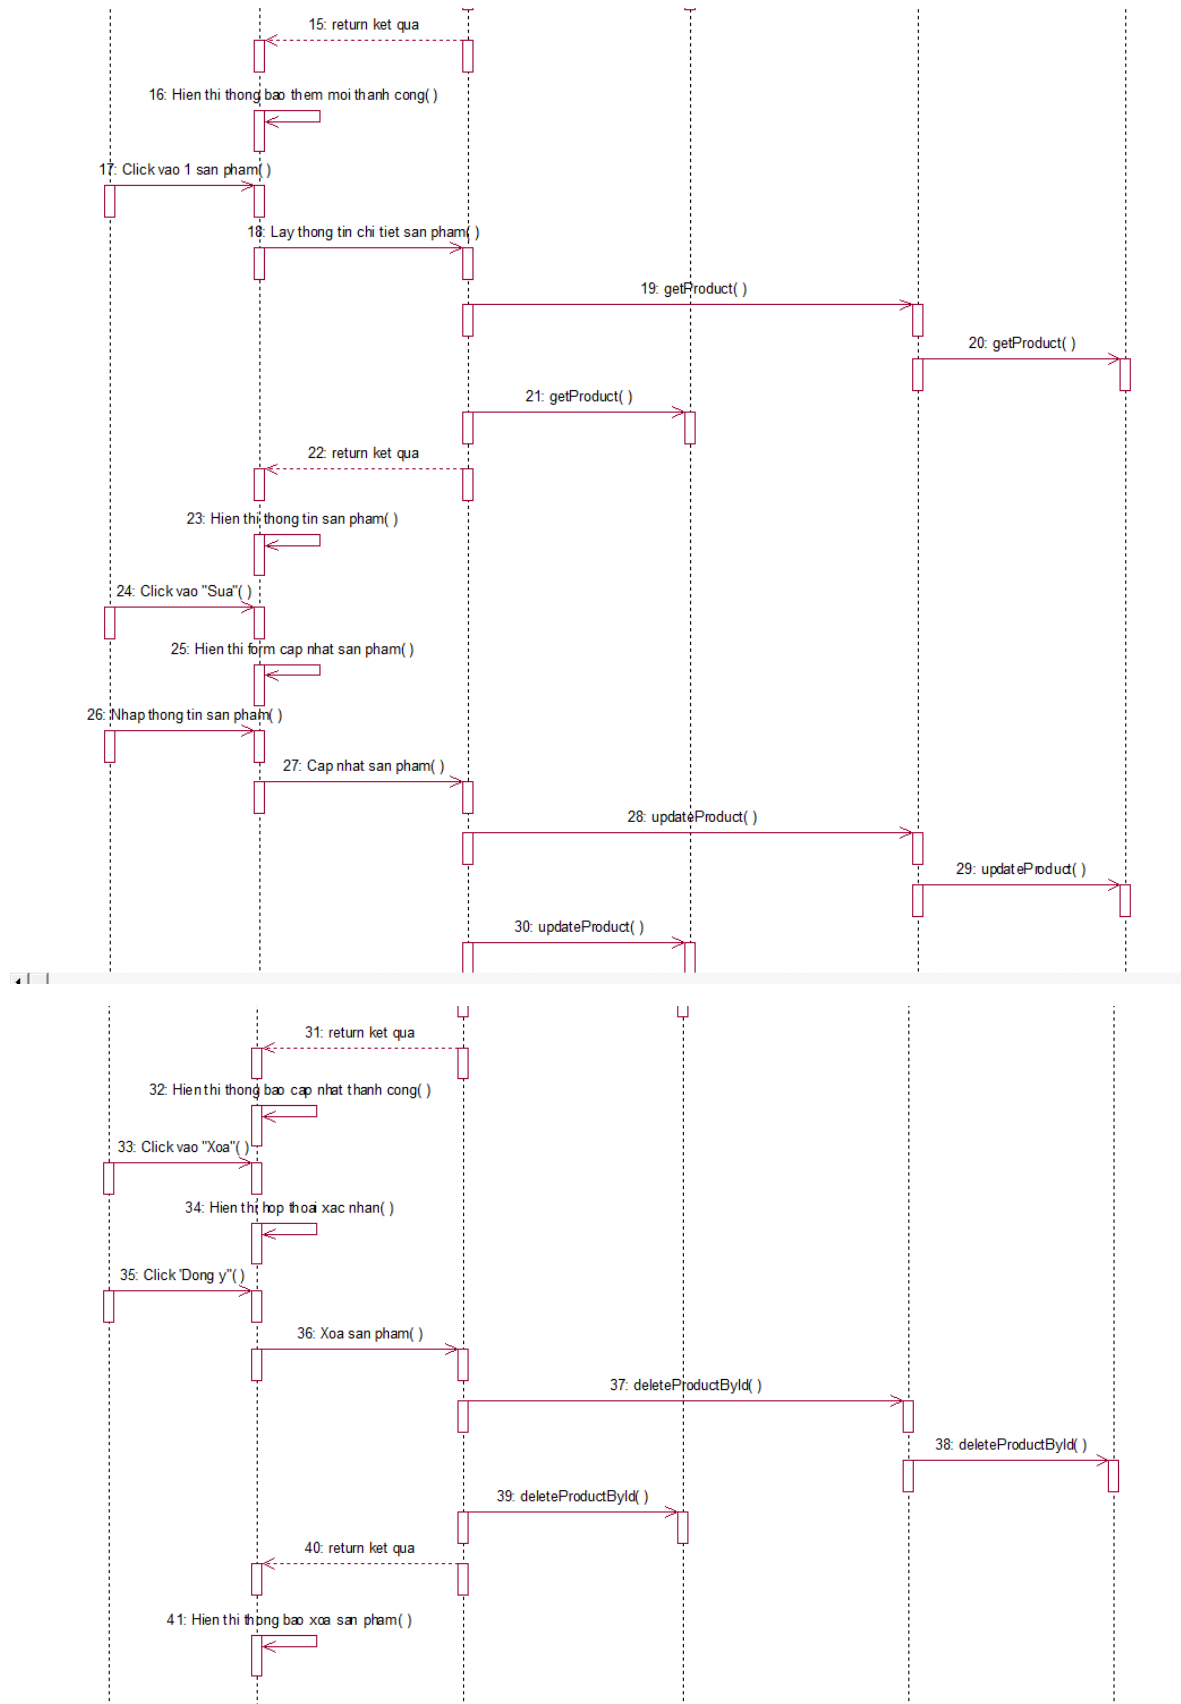 15: return ket qua
16: Hien thi thong bao them moi thanh cong( )
17: Click vao 1 san pham( )
18: Lay thong tin chi tiet san pham( )
19: getProduct( )
20: getProduct( )
21: getProduct( )
22: return ket qua
23: Hien thi thong tin san pham( )
24: Click vao "Sua"( )
25: Hien thi form cap nhat san pham( )
26: Nhap thong tin san pham( )
27: Cap nhat san pham( )
28: updateProduct( )
29: updateProduct( )
30: updateProduct( )
31: return ket qua
32: Hien thi thong bao cap nhat thanh cong( )
33: Click vao "Xoa"( )
34: Hien thi hop thoai xac nhan( )
35: Click 'Dong y"( )
36: Xoa san pham( )
37: deleteProductById( )
38: deleteProductById( )
39: deleteProductById( )
40: return ket qua
41: Hien thi thong bao xoa san pham( )